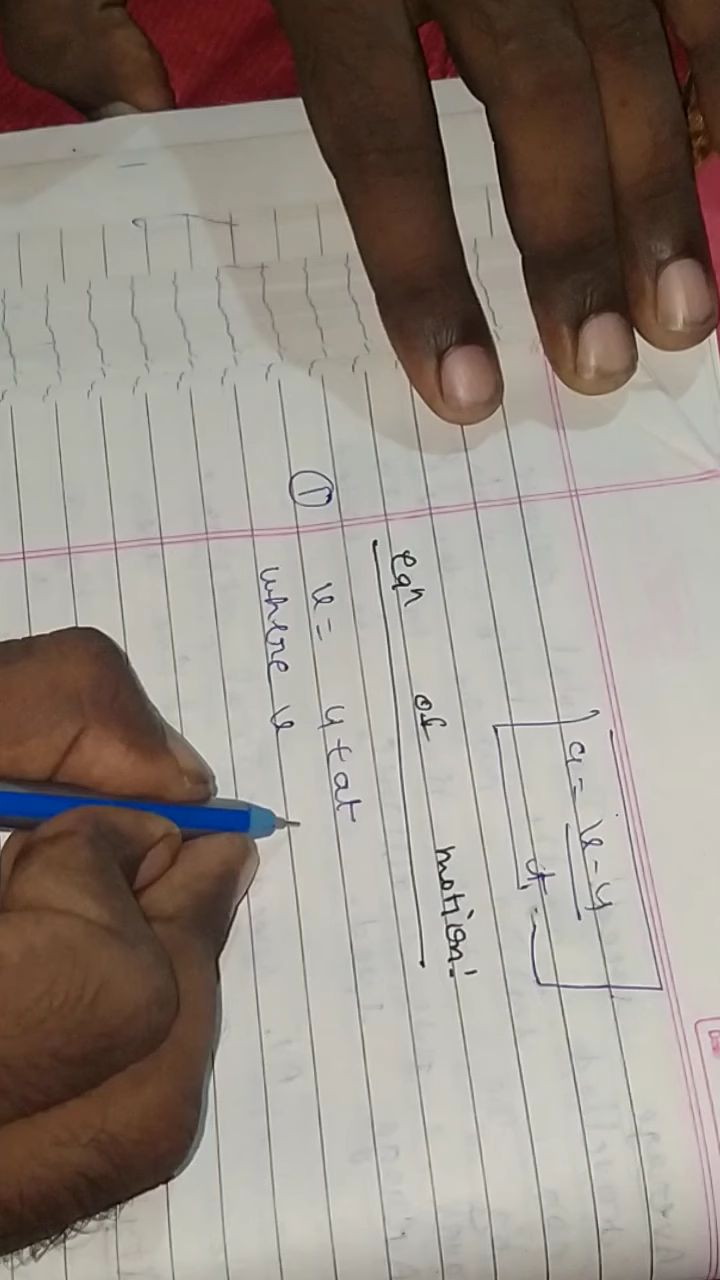 a = v-u
t
eqn of motion:
① v = u+at
where v